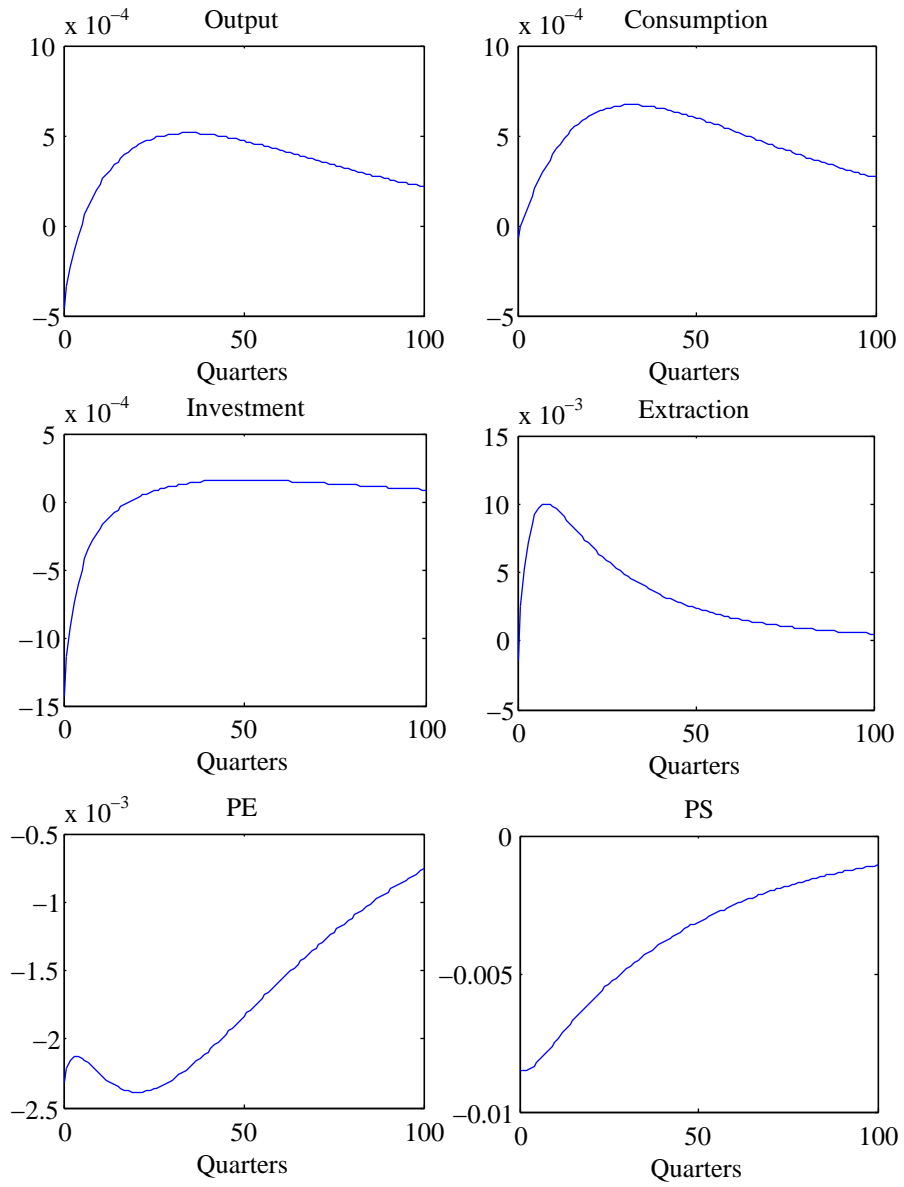 Output
x 10⁻⁴
10
5
0
−5
0 50 100
Quarters
Consumption
x 10⁻⁴
10
5
0
−5
0 50 100
Quarters
Investment
x 10⁻⁴
5
0
−5
−10
−15
0 50 100
Quarters
Extraction
x 10⁻³
15
10
5
0
−5
0 50 100
Quarters
PE
x 10⁻³
−0.5
−1
−1.5
−2
−2.5
0 50 100
Quarters
PS
0
−0.005
−0.01
0 50 100
Quarters